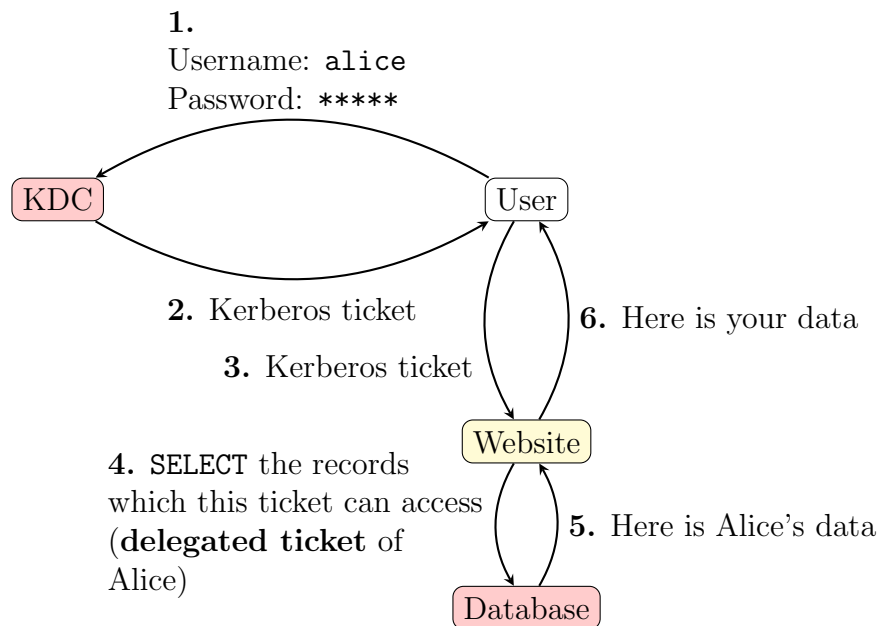 1.
Username: alice
Password: *****
KDC
User
2. Kerberos ticket
6. Here is your data
3. Kerberos ticket
Website
4. SELECT the records
which this ticket can access
(delegated ticket of
Alice)
5. Here is Alice's data
Database